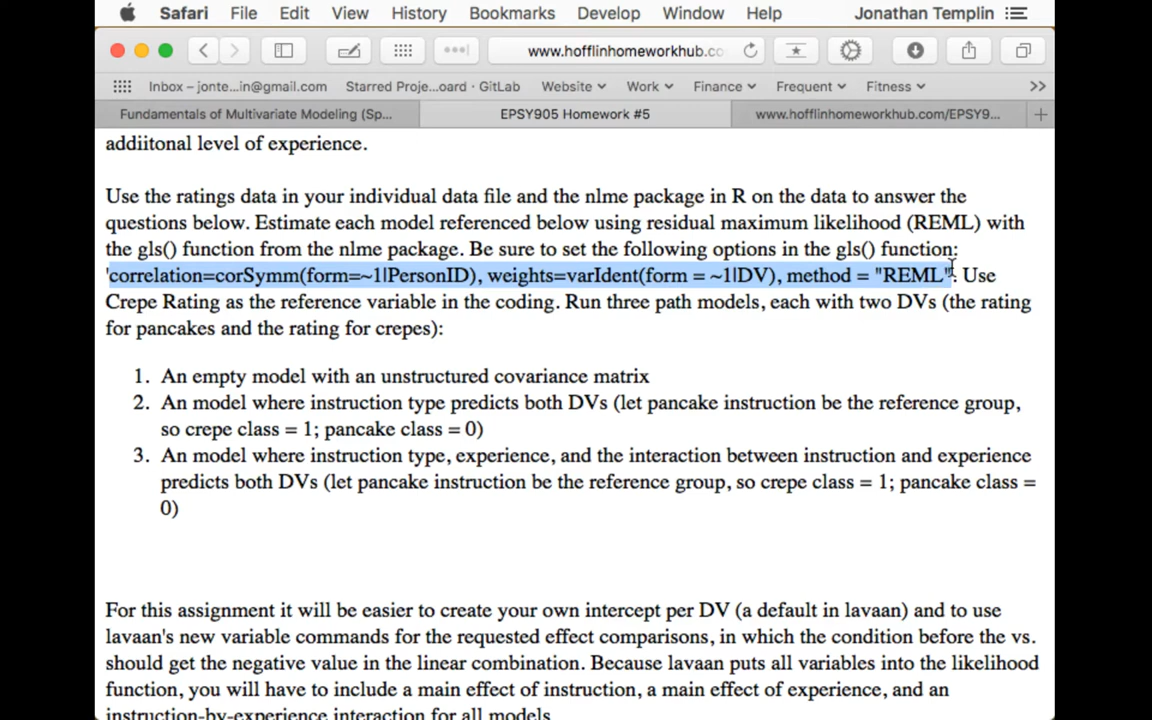 Safari File Edit View History Bookmarks Develop Window Help Jonathan Templin
www.hofflinhomeworkhub.co
Inbox – jonte...in@gmail.com Starred Proje...oard · GitLab Website Work Finance Frequent Fitness >>
Fundamentals of Multivariate Modeling (Sp... EPSY905 Homework #5 www.hofflinhomeworkhub.com/EPSY9... +
addiitonal level of experience.
Use the ratings data in your individual data file and the nlme package in R on the data to answer the
questions below. Estimate each model referenced below using residual maximum likelihood (REML) with
the gls() function from the nlme package. Be sure to set the following options in the gls() function:
'correlation=corSymm(form=~1|PersonID), weights=varIdent(form = ~1|DV), method = "REML"'. Use
Crepe Rating as the reference variable in the coding. Run three path models, each with two DVs (the rating
for pancakes and the rating for crepes):
1. An empty model with an unstructured covariance matrix
2. An model where instruction type predicts both DVs (let pancake instruction be the reference group,
so crepe class = 1; pancake class = 0)
3. An model where instruction type, experience, and the interaction between instruction and experience
predicts both DVs (let pancake instruction be the reference group, so crepe class = 1; pancake class =
0)
For this assignment it will be easier to create your own intercept per DV (a default in lavaan) and to use
lavaan's new variable commands for the requested effect comparisons, in which the condition before the vs.
should get the negative value in the linear combination. Because lavaan puts all variables into the likelihood
function, you will have to include a main effect of instruction, a main effect of experience, and an
instruction-by-experience interaction for all models.